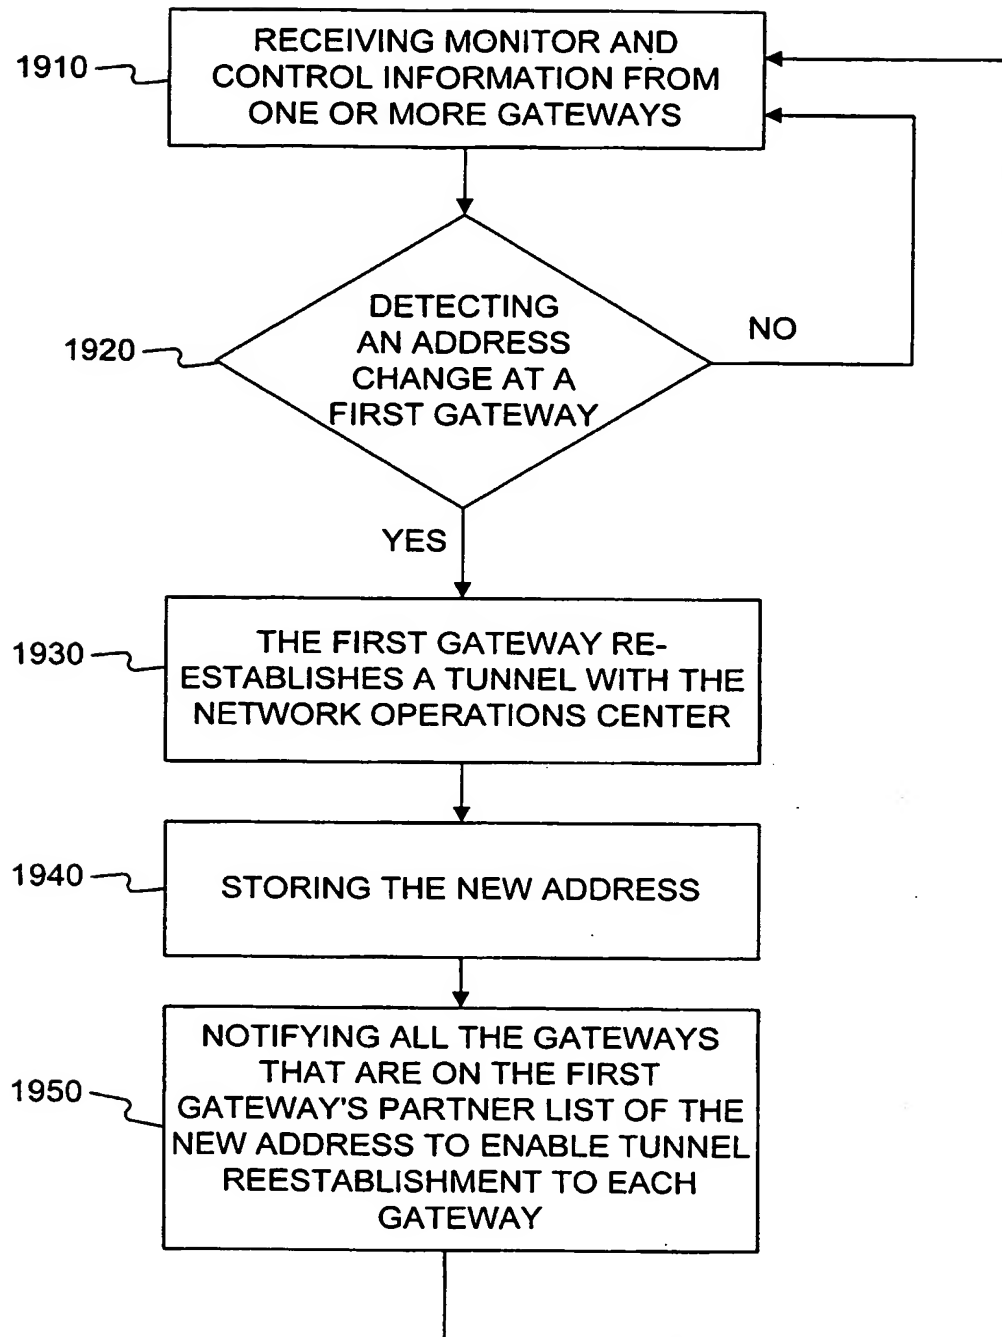 1910
RECEIVING MONITOR AND
CONTROL INFORMATION FROM
ONE OR MORE GATEWAYS
1920
DETECTING
AN ADDRESS
CHANGE AT A
FIRST GATEWAY
NO
YES
1930
THE FIRST GATEWAY RE-
ESTABLISHES A TUNNEL WITH THE
NETWORK OPERATIONS CENTER
1940
STORING THE NEW ADDRESS
1950
NOTIFYING ALL THE GATEWAYS
THAT ARE ON THE FIRST
GATEWAY'S PARTNER LIST OF THE
NEW ADDRESS TO ENABLE TUNNEL
REESTABLISHMENT TO EACH
GATEWAY